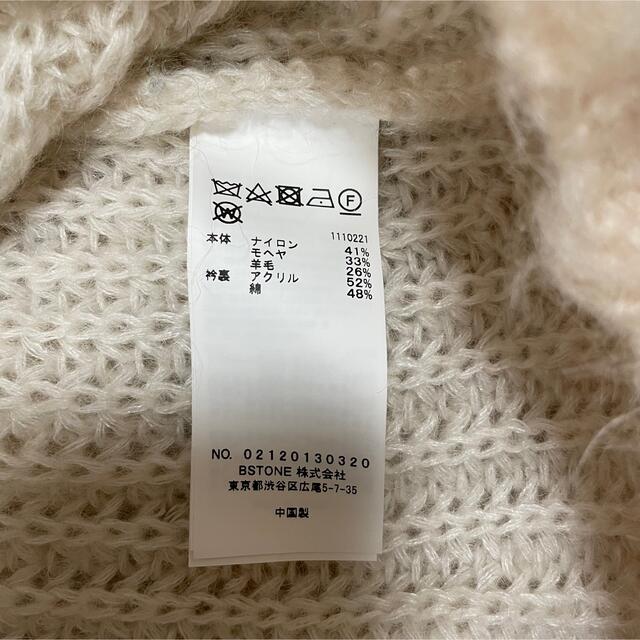 F
W
1110221
本体 ナイロン 41%
モヘヤ 33%
羊毛 26%
衿裏 アクリル 52%
綿 48%
NO. 02120130320
BSTONE 株式会社
東京都渋谷区広尾5-7-35
中国製